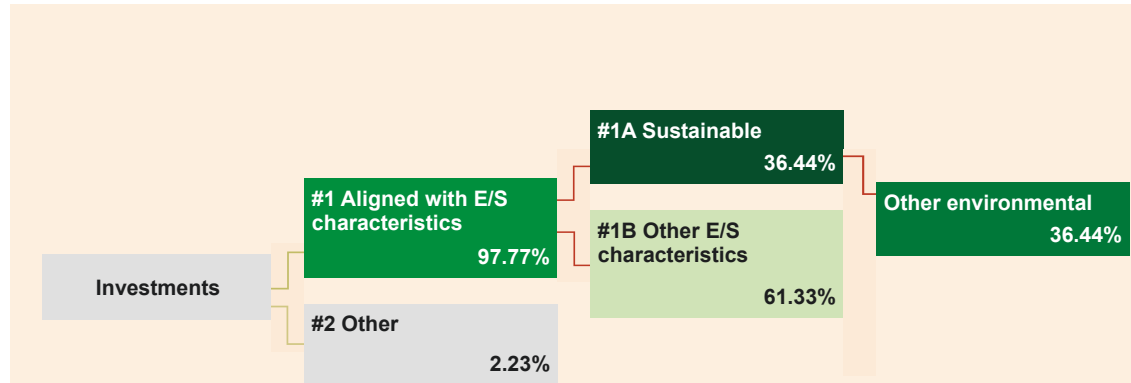 Investments
#1 Aligned with E/S
characteristics
97.77%
#2 Other
2.23%
#1A Sustainable
36.44%
#1B Other E/S
characteristics
61.33%
Other environmental
36.44%